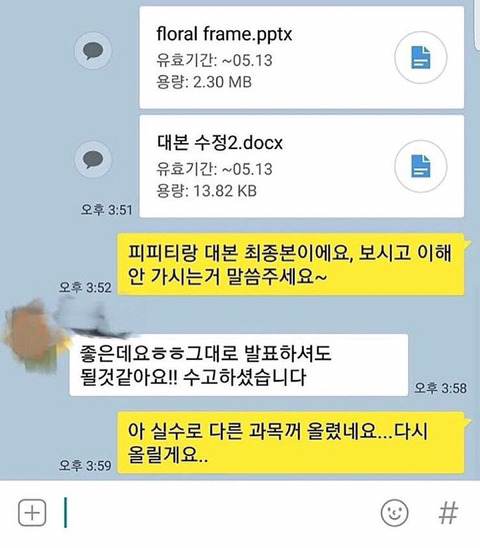 floral frame.pptx
유효기간: ~05.13
용량: 2.30 MB
대본 수정2.docx
유효기간: ~05.13
용량: 13.82 KB
오후 3:51
피피티랑 대본 최종본이에요, 보시고 이해
안 가시는거 말씀주세요~
오후 3:52
좋은데요ㅎㅎ그대로 발표하셔도
될것같아요!! 수고하셨습니다
오후 3:58
아 실수로 다른 과목꺼 올렸네요...다시
올릴게요..
오후 3:59
#